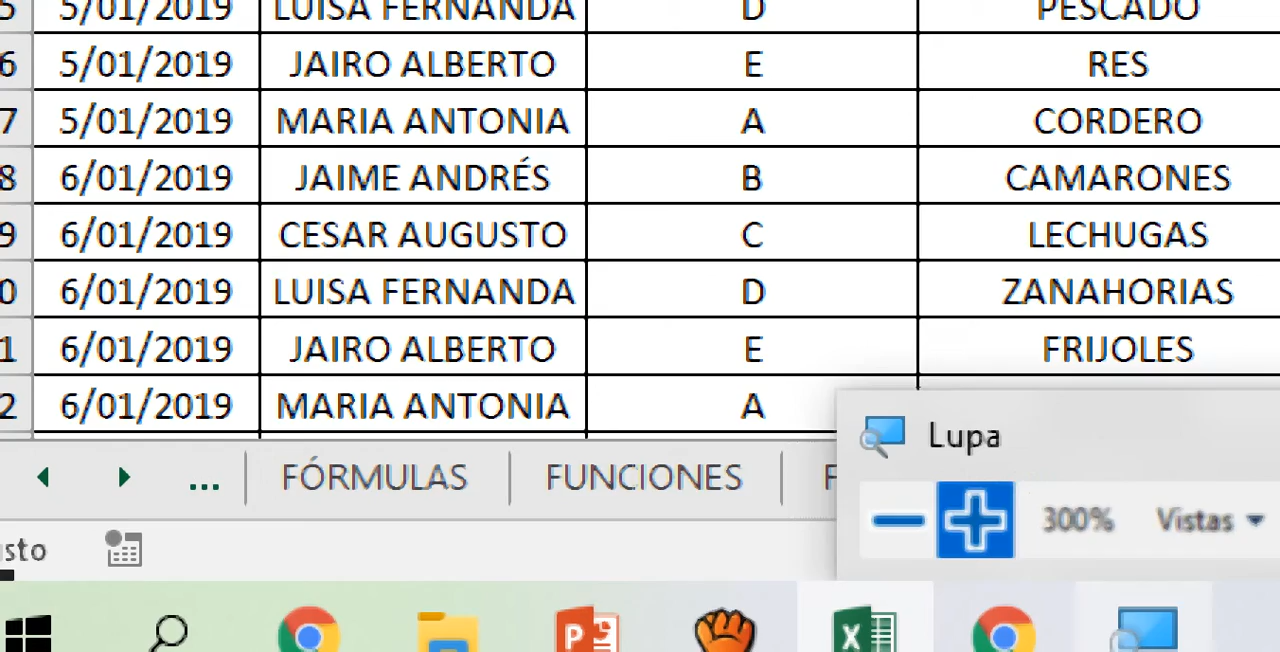 5 5/01/2019 LUISA FERNANDA D PESCADO
6 5/01/2019 JAIRO ALBERTO E RES
7 5/01/2019 MARIA ANTONIA A CORDERO
8 6/01/2019 JAIME ANDRÉS B CAMARONES
9 6/01/2019 CESAR AUGUSTO C LECHUGAS
0 6/01/2019 LUISA FERNANDA D ZANAHORIAS
1 6/01/2019 JAIRO ALBERTO E FRIJOLES
2 6/01/2019 MARIA ANTONIA A
Lupa
... FÓRMULAS FUNCIONES F
300% Vistas
sto